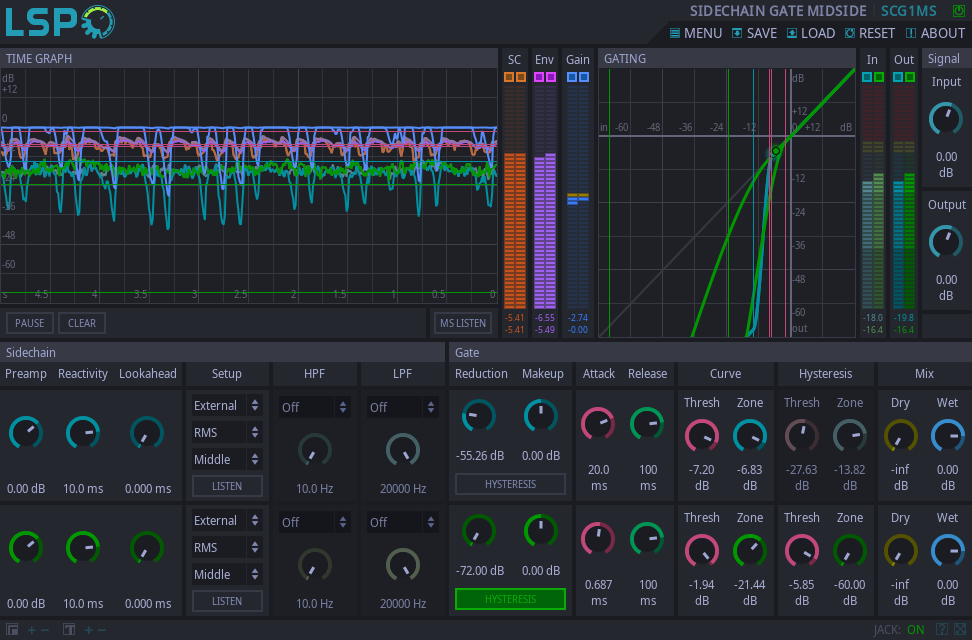 LSP
SIDECHAIN GATE MIDSIDE SCG1MS
MENU SAVE LOAD RESET ABOUT
TIME GRAPH
SC Env Gain
GATING
In Out Signal
dB
+12
0
-36
-48
-60
s 4.5 4 3.5 3 2.5 2 1.5 1 0.5 0
dB
+12
in -60 -48 -36 -24 -12 0 +12 dB
-12
-24
-36
-48
-60
out
Input
0.00
dB
Output
0.00
dB
-5.41 -6.55 -2.74 -18.0 -19.8
-5.41 -5.49 -0.00 -16.4 -16.4
PAUSE CLEAR MS LISTEN
Sidechain Gate
Preamp Reactivity Lookahead Setup HPF LPF Reduction Makeup Attack Release Curve Hysteresis Mix
External Off Off
RMS
Middle
LISTEN
0.00 dB 10.0 ms 0.000 ms
10.0 Hz 20000 Hz
-55.26 dB 0.00 dB
HYSTERESIS
20.0 100
ms ms
Thresh Zone Thresh Zone Dry Wet
-7.20 -6.83 -27.63 -13.82 -inf 0.00
dB dB dB dB dB dB
External Off Off
RMS
Middle
LISTEN
0.00 dB 10.0 ms 0.000 ms
10.0 Hz 20000 Hz
-72.00 dB 0.00 dB
HYSTERESIS
0.687 100
ms ms
Thresh Zone Thresh Zone Dry Wet
-1.94 -21.44 -5.85 -60.00 -inf 0.00
dB dB dB dB dB dB
JACK: ON